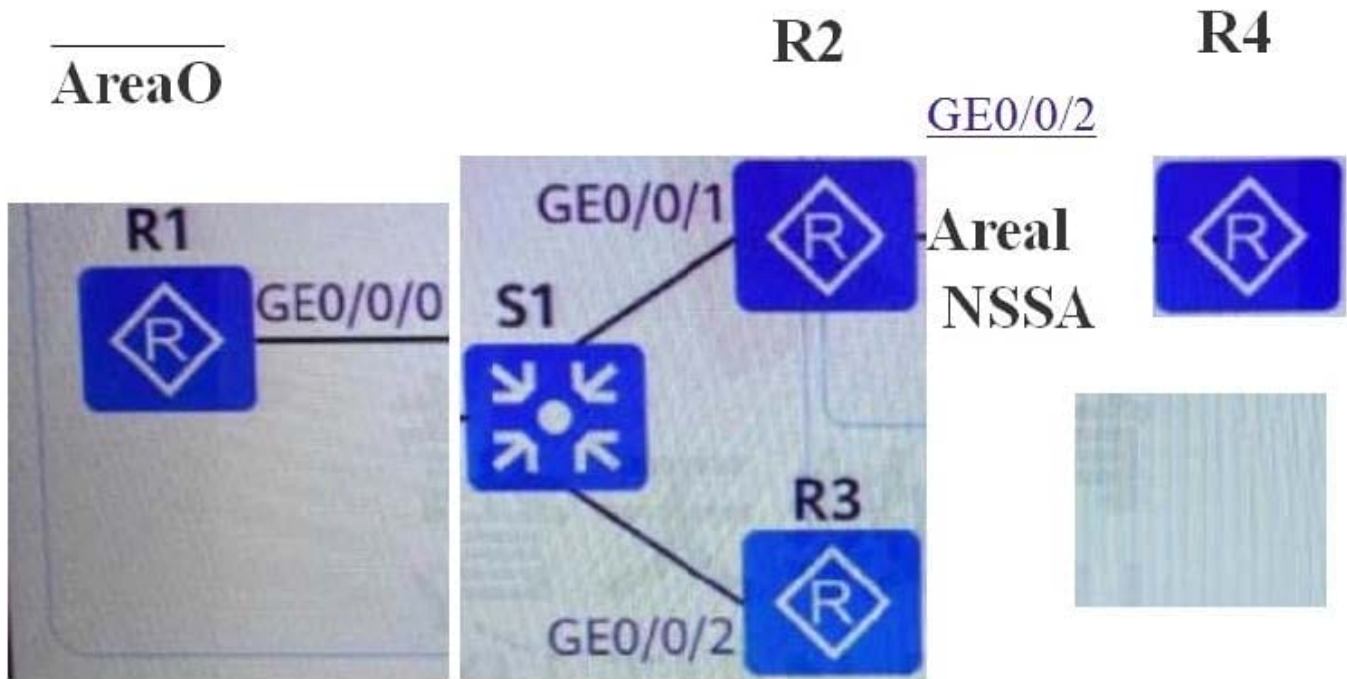 AreaO
R2
R4
GE0/0/2
R1
GE0/0/0
GE0/0/1
S1
Areal
NSSA
R3
GE0/0/2
R
R
R
R